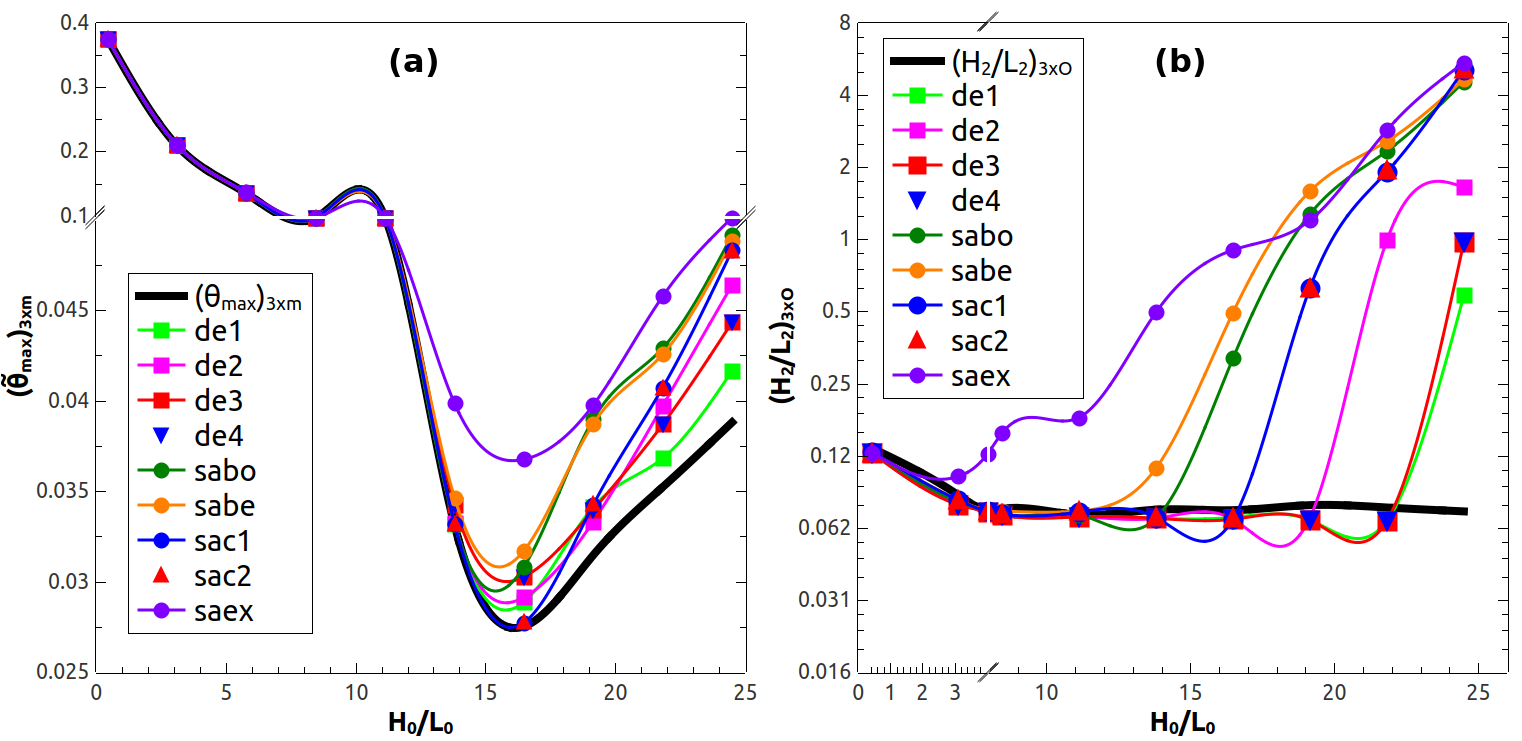 (a)
0.4
0.3
0.2
0.1
0.045
0.04
0.035
0.03
0.025
0 5 10 15 20 25
H₀/L₀
(θ̃max)3xm
(θmax)3xm
de1
de2
de3
de4
sabo
sabe
sac1
sac2
saex
(b)
8
4
2
1
0.5
0.25
0.12
0.062
0.031
0.016
0 1 2 3 10 15 20 25
H₀/L₀
(H₂/L₂)3xO
(H₂/L₂)3xO
de1
de2
de3
de4
sabo
sabe
sac1
sac2
saex